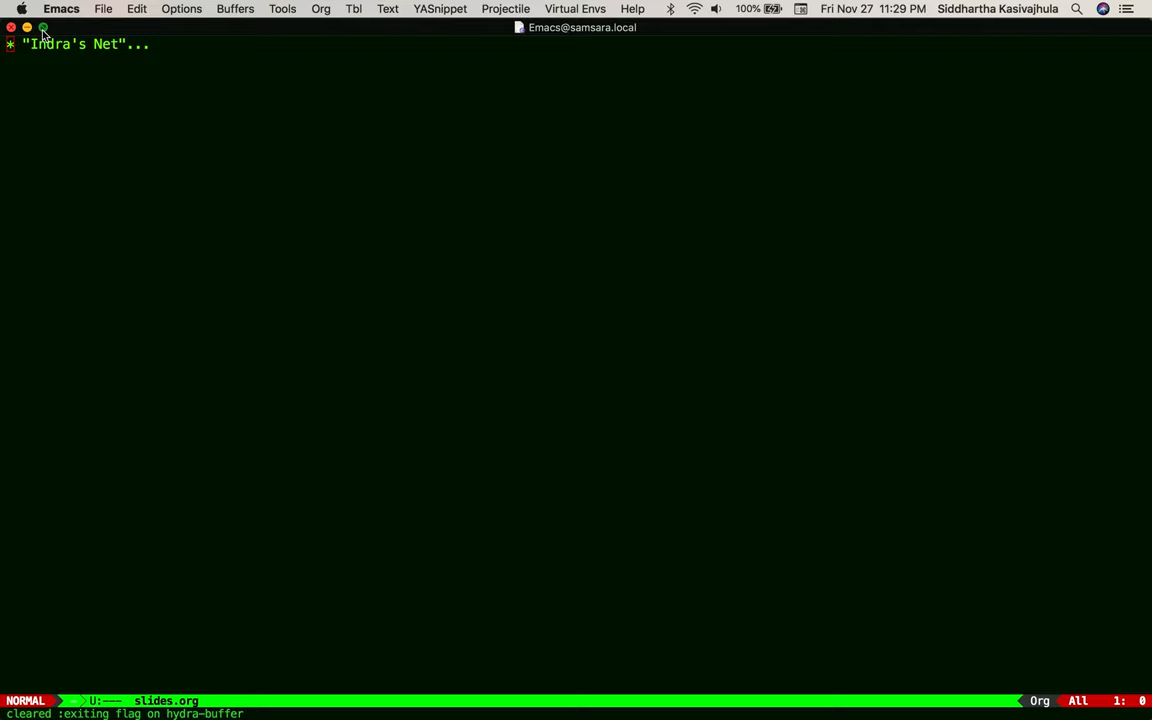 Emacs File Edit Options Buffers Tools Org Tbl Text YASnippet Projectile Virtual Envs Help 100% Fri Nov 27 11:29 PM Siddhartha Kasivajhula
Emacs@samsara.local
* "Indra's Net"...
NORMAL - U:--- slides.org Org All 1: 0
cleared :exiting flag on hydra-buffer